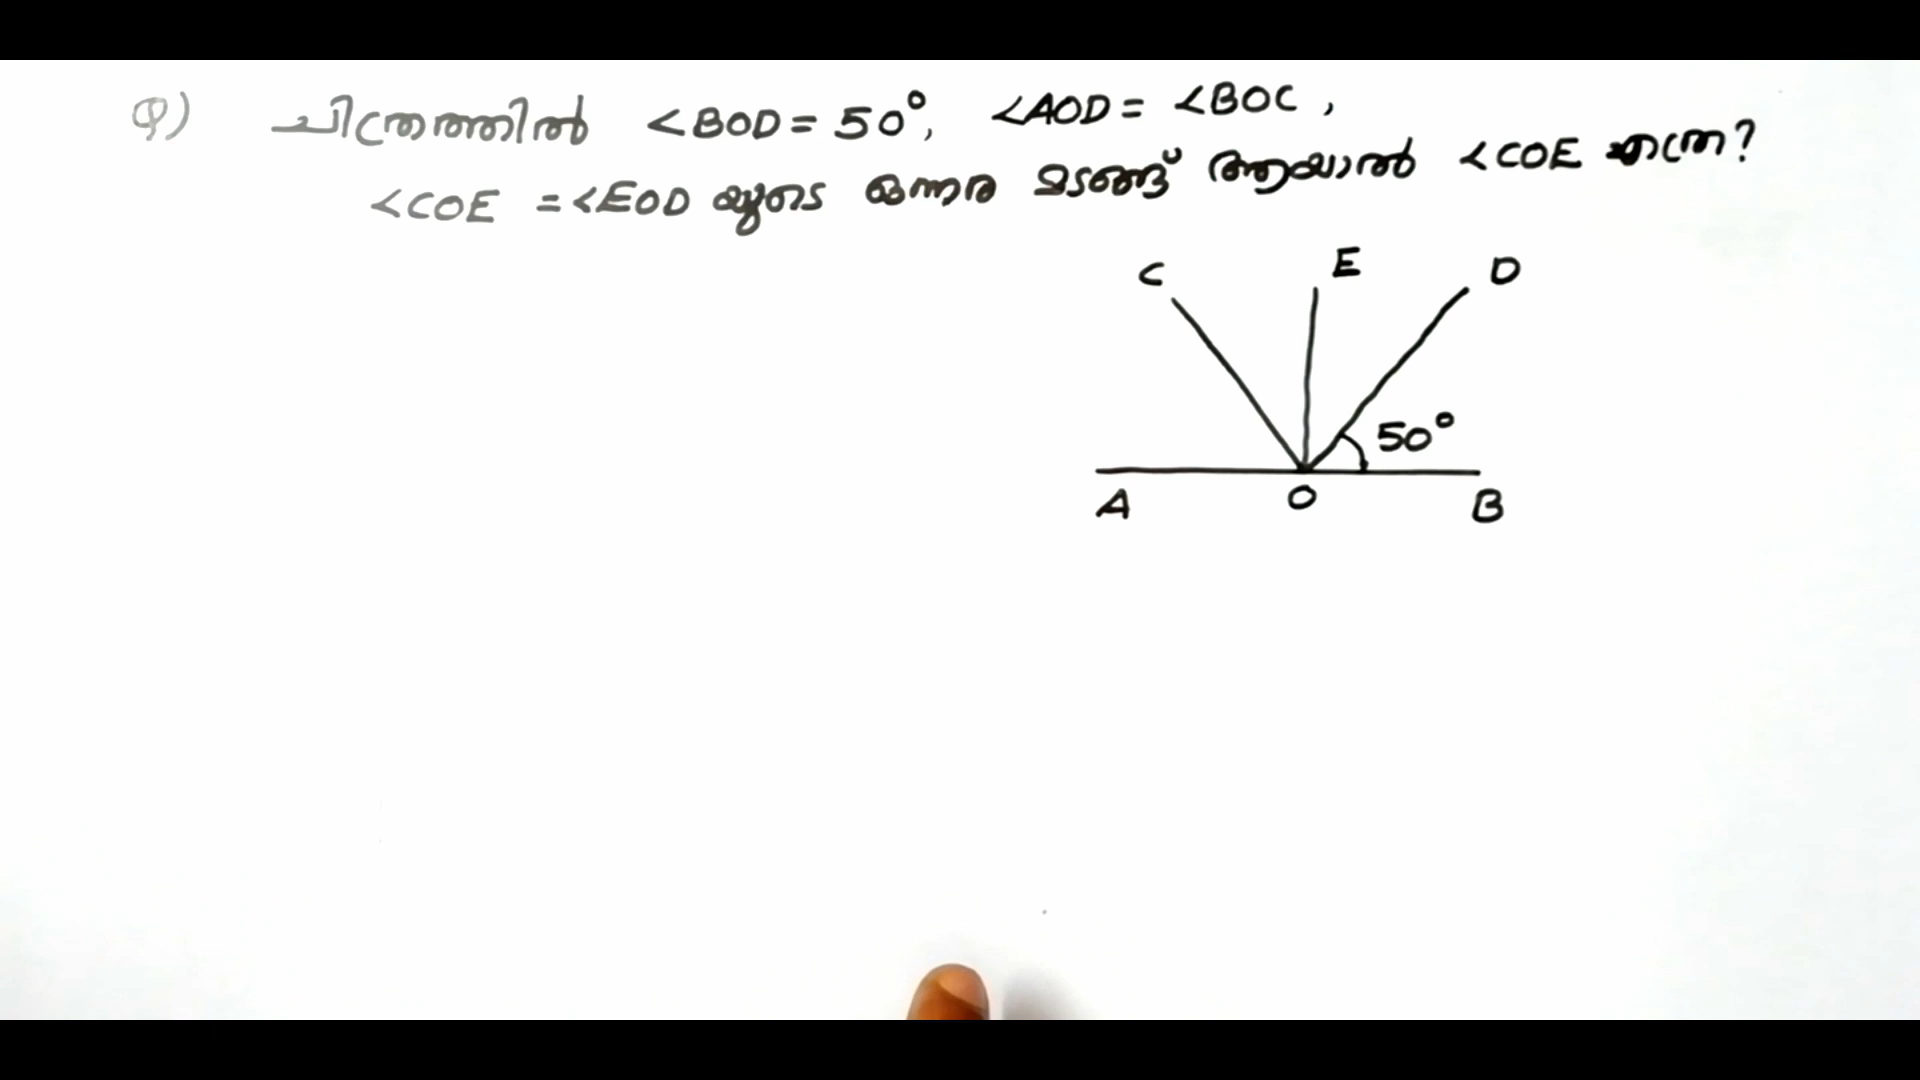 Q) ചിത്രത്തിൽ <BOD = 50°, <AOD = <BOC ,
<COE = <EOD യുടെ ഒന്നര മടങ്ങ് ആയാൽ <COE എത്ര?
C E D
50°
A O B